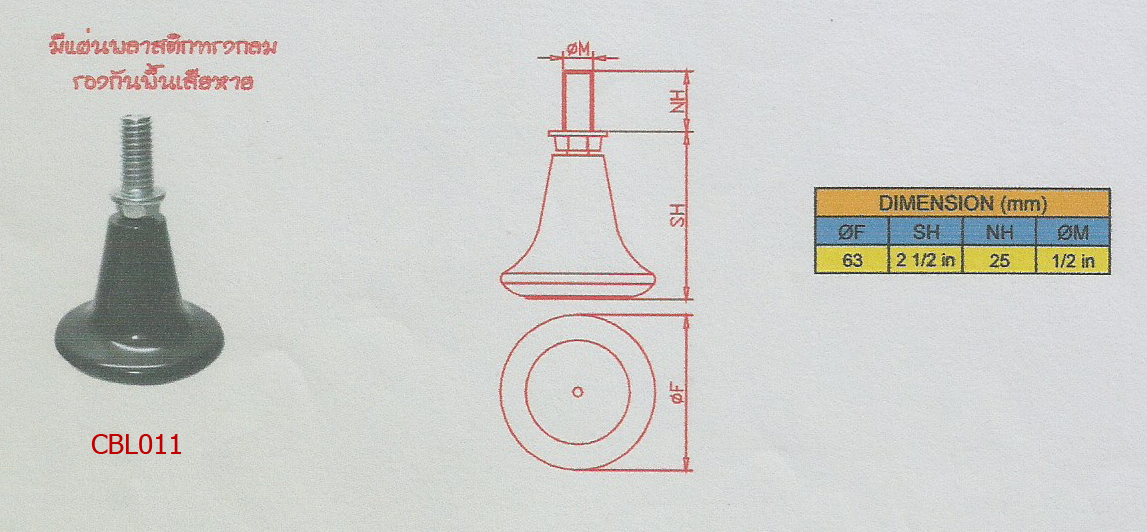 มีแผ่นพลาสติกทรงกลม
รองกันพื้นเสียหาย
CBL011
ØM
NH
SH
ØF
DIMENSION (mm)
ØF SH NH ØM
63 2 1/2 in 25 1/2 in